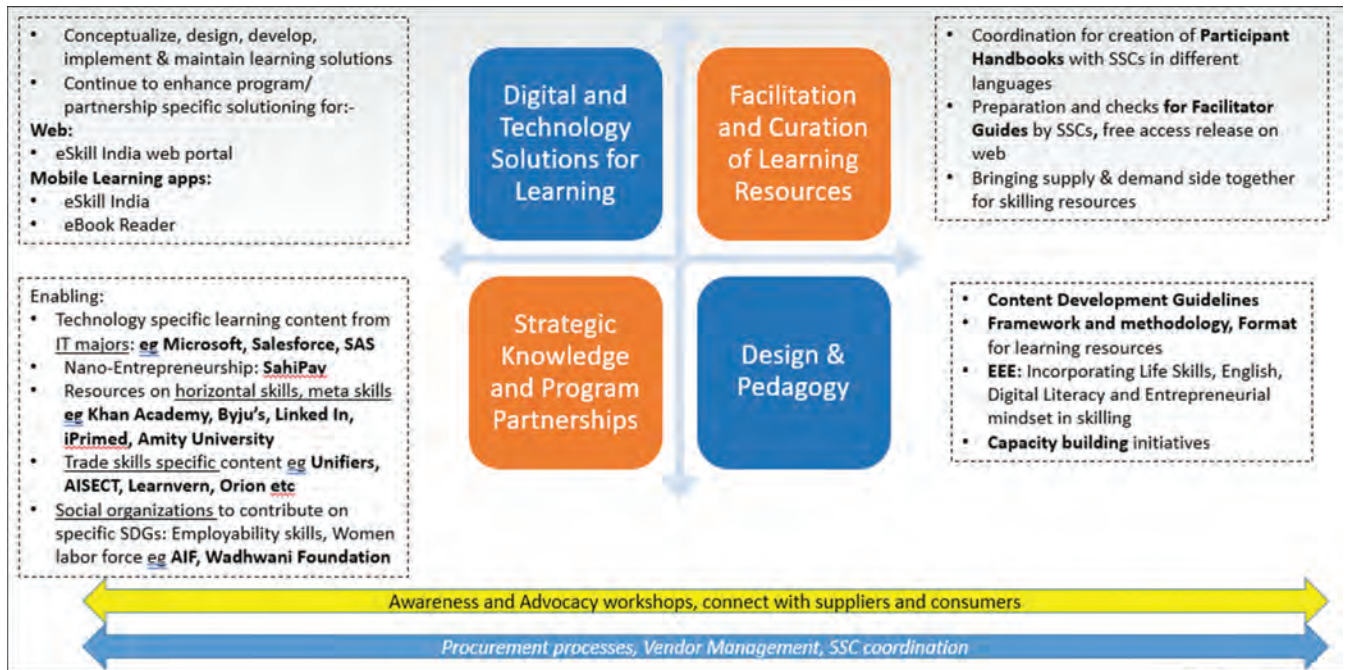 • Conceptualize, design, develop,
implement & maintain learning solutions
• Continue to enhance program/
partnership specific solutioning for:-
Web:
• eSkill India web portal
Mobile Learning apps:
• eSkill India
• eBook Reader
Digital and
Technology
Solutions for
Learning
Facilitation
and Curation
of Learning
Resources
• Coordination for creation of Participant
Handbooks with SSCs in different
languages
• Preparation and checks for Facilitator
Guides by SSCs, free access release on
web
• Bringing supply & demand side together
for skilling resources
Enabling:
• Technology specific learning content from
IT majors: eg Microsoft, Salesforce, SAS
• Nano-Entrepreneurship: SahiPay
• Resources on horizontal skills, meta skills
eg Khan Academy, Byju's, Linked In,
iPrimed, Amity University
• Trade skills specific content eg Unifiers,
AISECT, Learnvern, Orion etc
• Social organizations to contribute on
specific SDGs: Employability skills, Women
labor force eg AIF, Wadhwani Foundation
Strategic
Knowledge
and Program
Partnerships
Design &
Pedagogy
• Content Development Guidelines
• Framework and methodology, Format
for learning resources
• EEE: Incorporating Life Skills, English,
Digital Literacy and Entrepreneurial
mindset in skilling
• Capacity building initiatives
Awareness and Advocacy workshops, connect with suppliers and consumers
Procurement processes, Vendor Management, SSC coordination